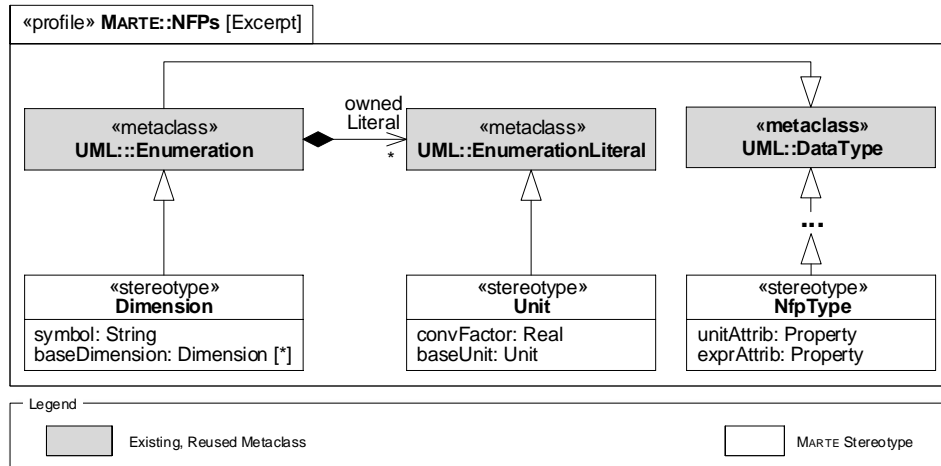 «profile» MARTE::NFPs [Excerpt]
owned
Literal
*
«metaclass»
UML:::Enumeration
«metaclass»
UML::EnumerationLiteral
«metaclass»
UML::DataType
...
«stereotype»
Dimension
symbol: String
baseDimension: Dimension [*]
«stereotype»
Unit
convFactor: Real
baseUnit: Unit
«stereotype»
NfpType
unitAttrib: Property
exprAttrib: Property
Legend
Existing, Reused Metaclass
MARTE Stereotype